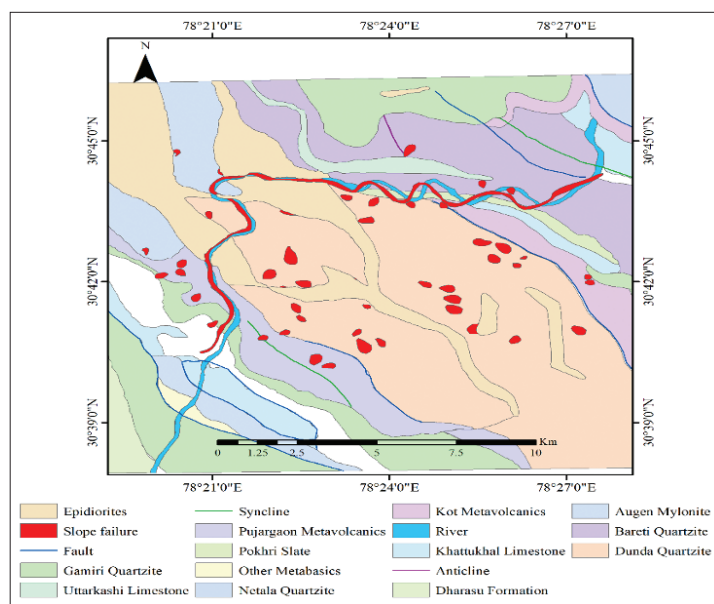 78°21'0"E 78°24'0"E 78°27'0"E
N
30°45'0"N 30°45'0"N
30°42'0"N 30°42'0"N
30°39'0"N 30°39'0"N
Km
0 1.25 2.5 5 7.5 10
78°21'0"E 78°24'0"E 78°27'0"E
Epidiorites Syncline Kot Metavolcanics Augen Mylonite
Slope failure Pujargaon Metavolcanics River Bareti Quartzite
Fault Pokhri Slate Khattukhal Limestone Dunda Quartzite
Gamiri Quartzite Other Metabasics Anticline
Uttarkashi Limestone Netala Quartzite Dharasu Formation